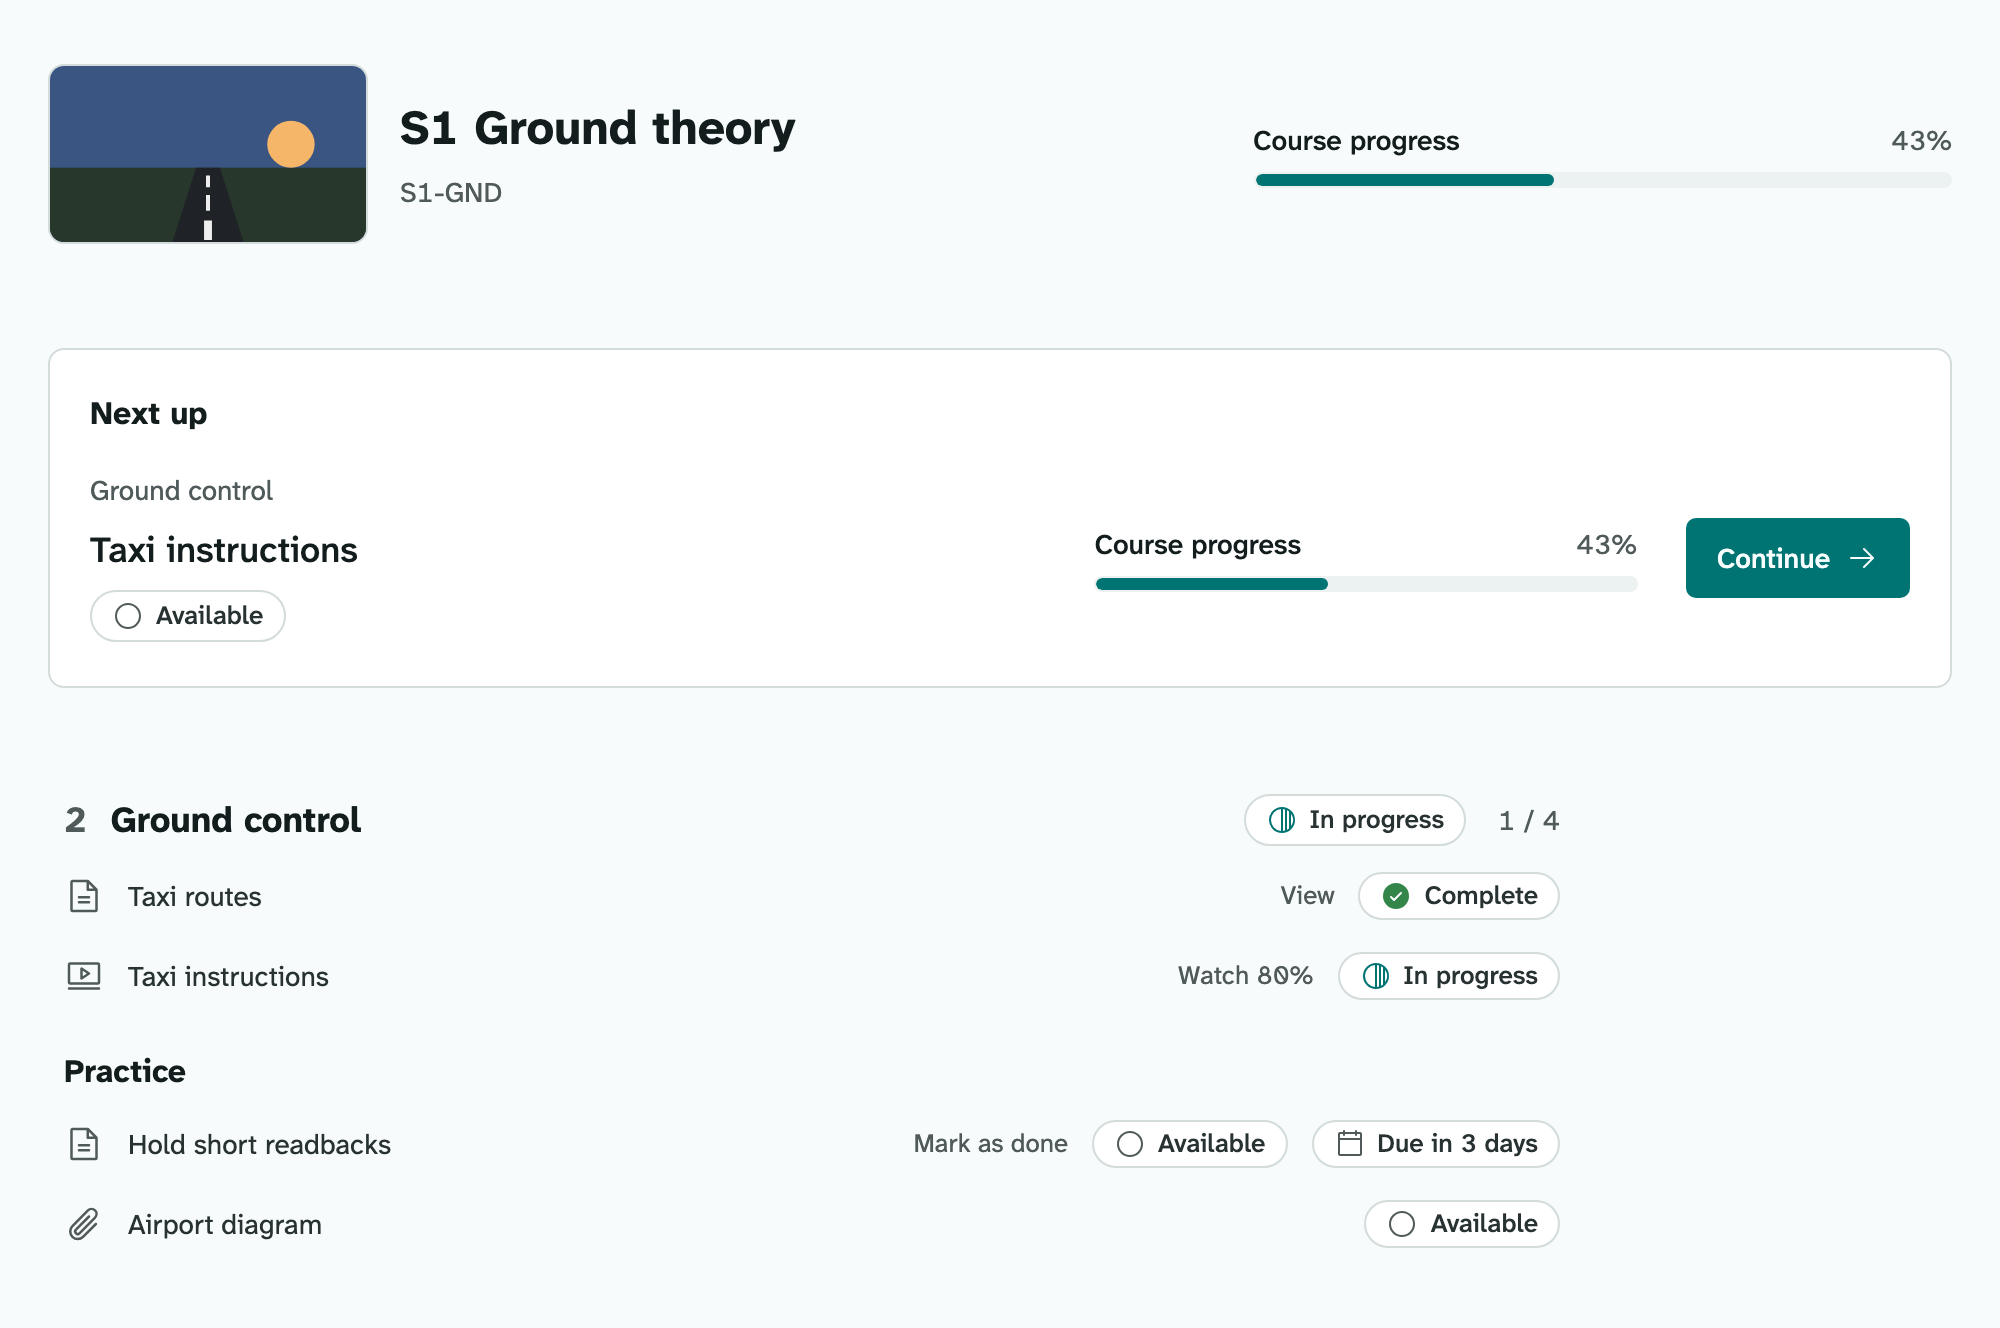 S1 Ground theory
S1-GND
Course progress 43%
Next up
Ground control
Taxi instructions
Available
Course progress 43%
Continue
2 Ground control In progress 1 / 4
Taxi routes View Complete
Taxi instructions Watch 80% In progress
Practice
Hold short readbacks Mark as done Available Due in 3 days
Airport diagram Available